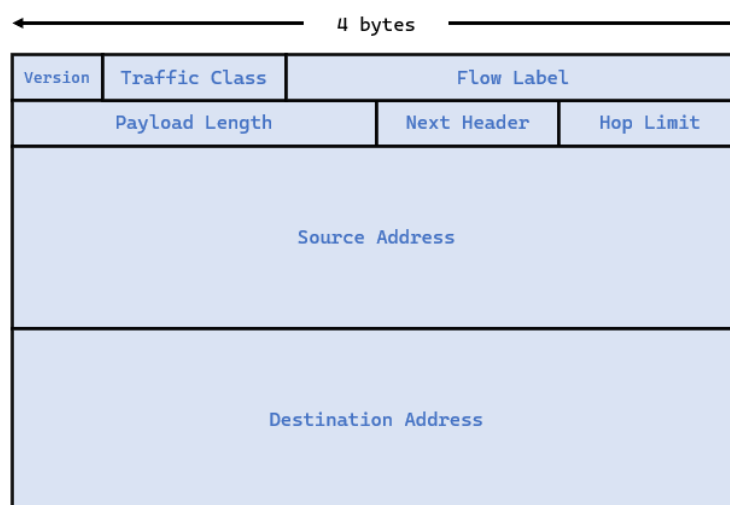 4 bytes
Version Traffic Class Flow Label
Payload Length Next Header Hop Limit
Source Address
Destination Address